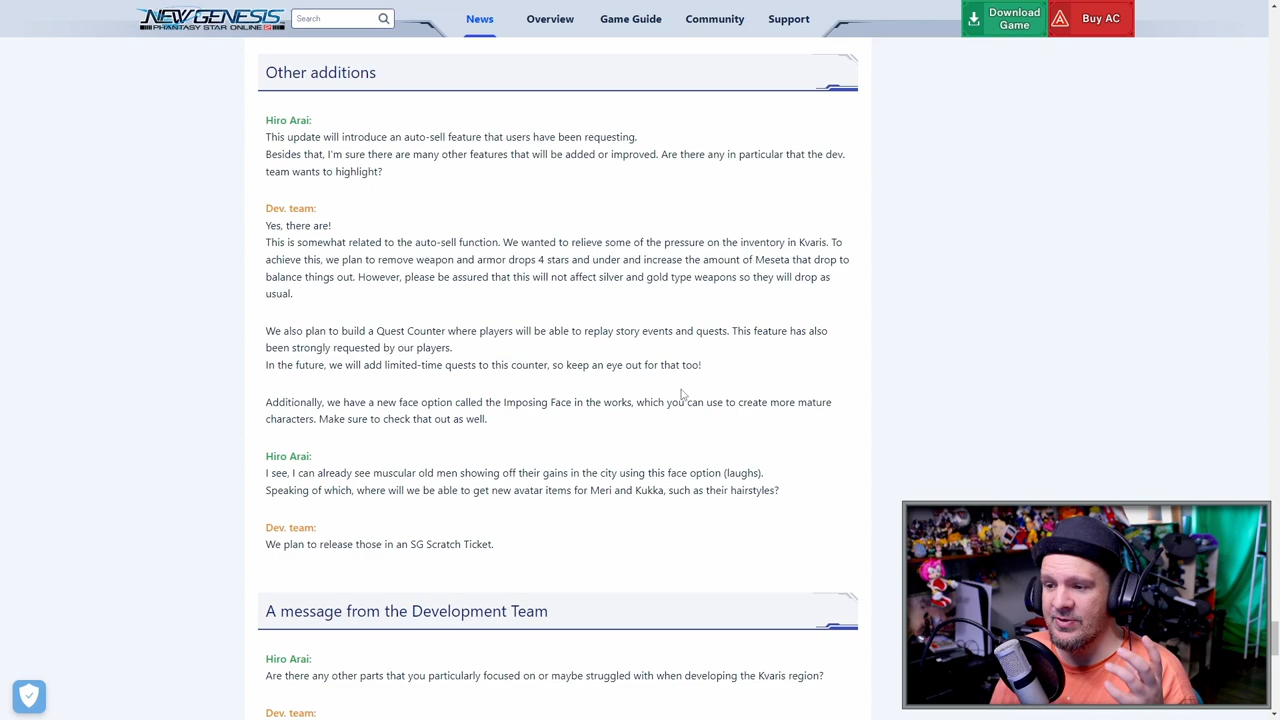 NEW GENESIS
PHANTASY STAR ONLINE 2
Search
News
Overview
Game Guide
Community
Support
Download
Game
Buy AC
Other additions
Hiro Arai:
This update will introduce an auto-sell feature that users have been requesting.
Besides that, I'm sure there are many other features that will be added or improved. Are there any in particular that the dev.
team wants to highlight?
Dev. team:
Yes, there are!
This is somewhat related to the auto-sell function. We wanted to relieve some of the pressure on the inventory in Kvaris. To
achieve this, we plan to remove weapon and armor drops 4 stars and under and increase the amount of Meseta that drop to
balance things out. However, please be assured that this will not affect silver and gold type weapons so they will drop as
usual.
We also plan to build a Quest Counter where players will be able to replay story events and quests. This feature has also
been strongly requested by our players.
In the future, we will add limited-time quests to this counter, so keep an eye out for that too!
Additionally, we have a new face option called the Imposing Face in the works, which you can use to create more mature
characters. Make sure to check that out as well.
Hiro Arai:
I see, I can already see muscular old men showing off their gains in the city using this face option (laughs).
Speaking of which, where will we be able to get new avatar items for Meri and Kukka, such as their hairstyles?
Dev. team:
We plan to release those in an SG Scratch Ticket.
A message from the Development Team
Hiro Arai:
Are there any other parts that you particularly focused on or maybe struggled with when developing the Kvaris region?
Dev. team: